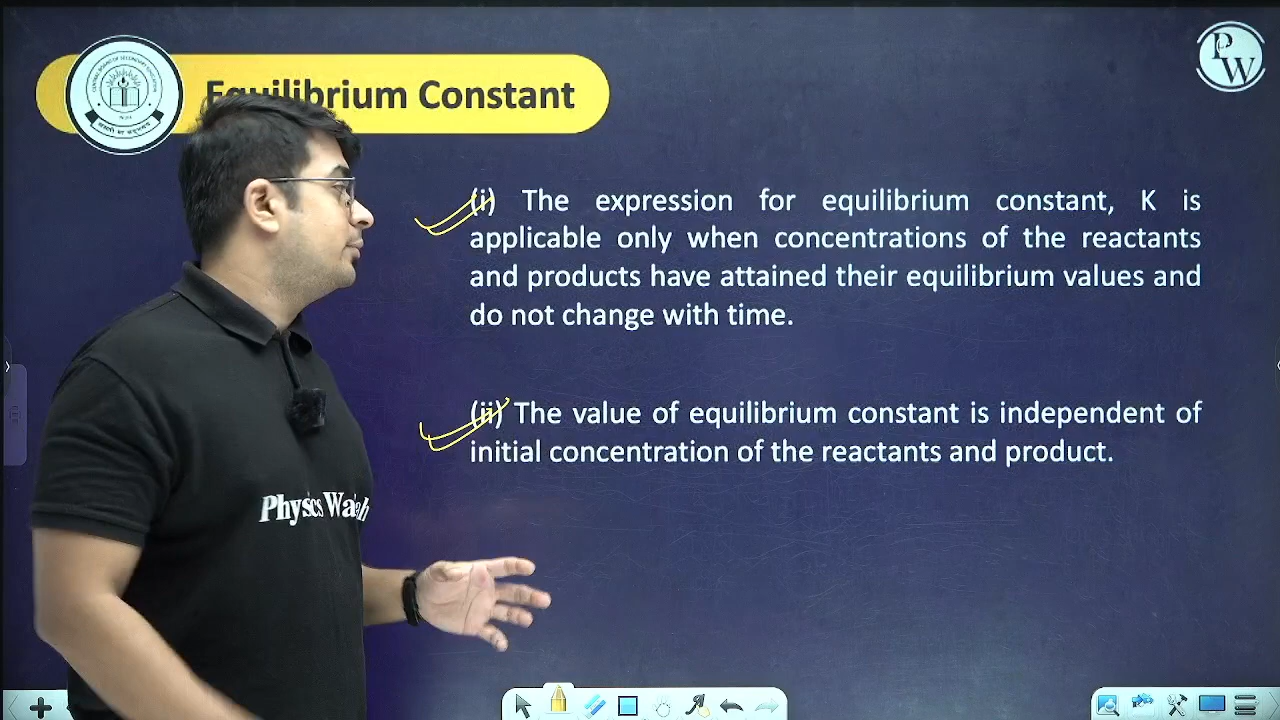 Equilibrium Constant
PW
(i) The expression for equilibrium constant, K is
applicable only when concentrations of the reactants
and products have attained their equilibrium values and
do not change with time.
(ii) The value of equilibrium constant is independent of
initial concentration of the reactants and product.
Physics Wallah